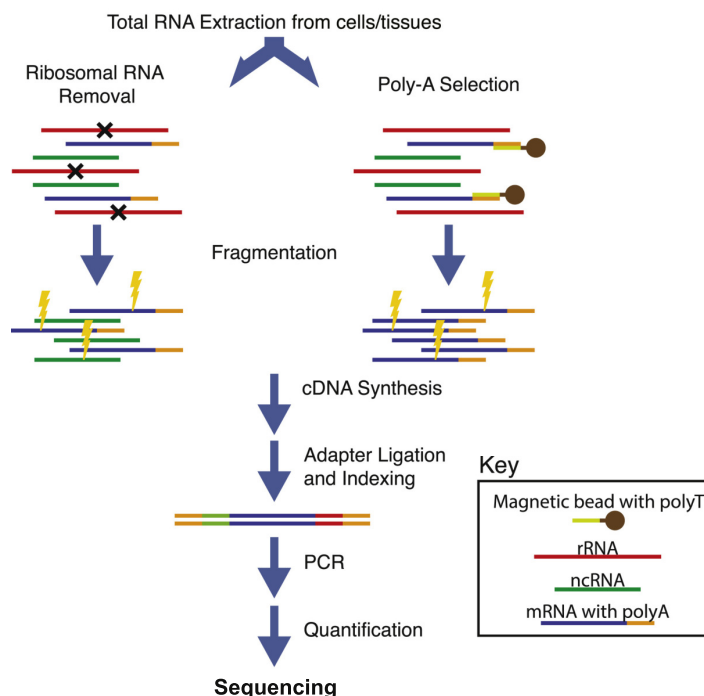 Total RNA Extraction from cells/tissues
Ribosomal RNA
Removal
Poly-A Selection
Fragmentation
cDNA Synthesis
Adapter Ligation
and Indexing
PCR
Quantification
Sequencing
Key
Magnetic bead with polyT
rRNA
ncRNA
mRNA with polyA